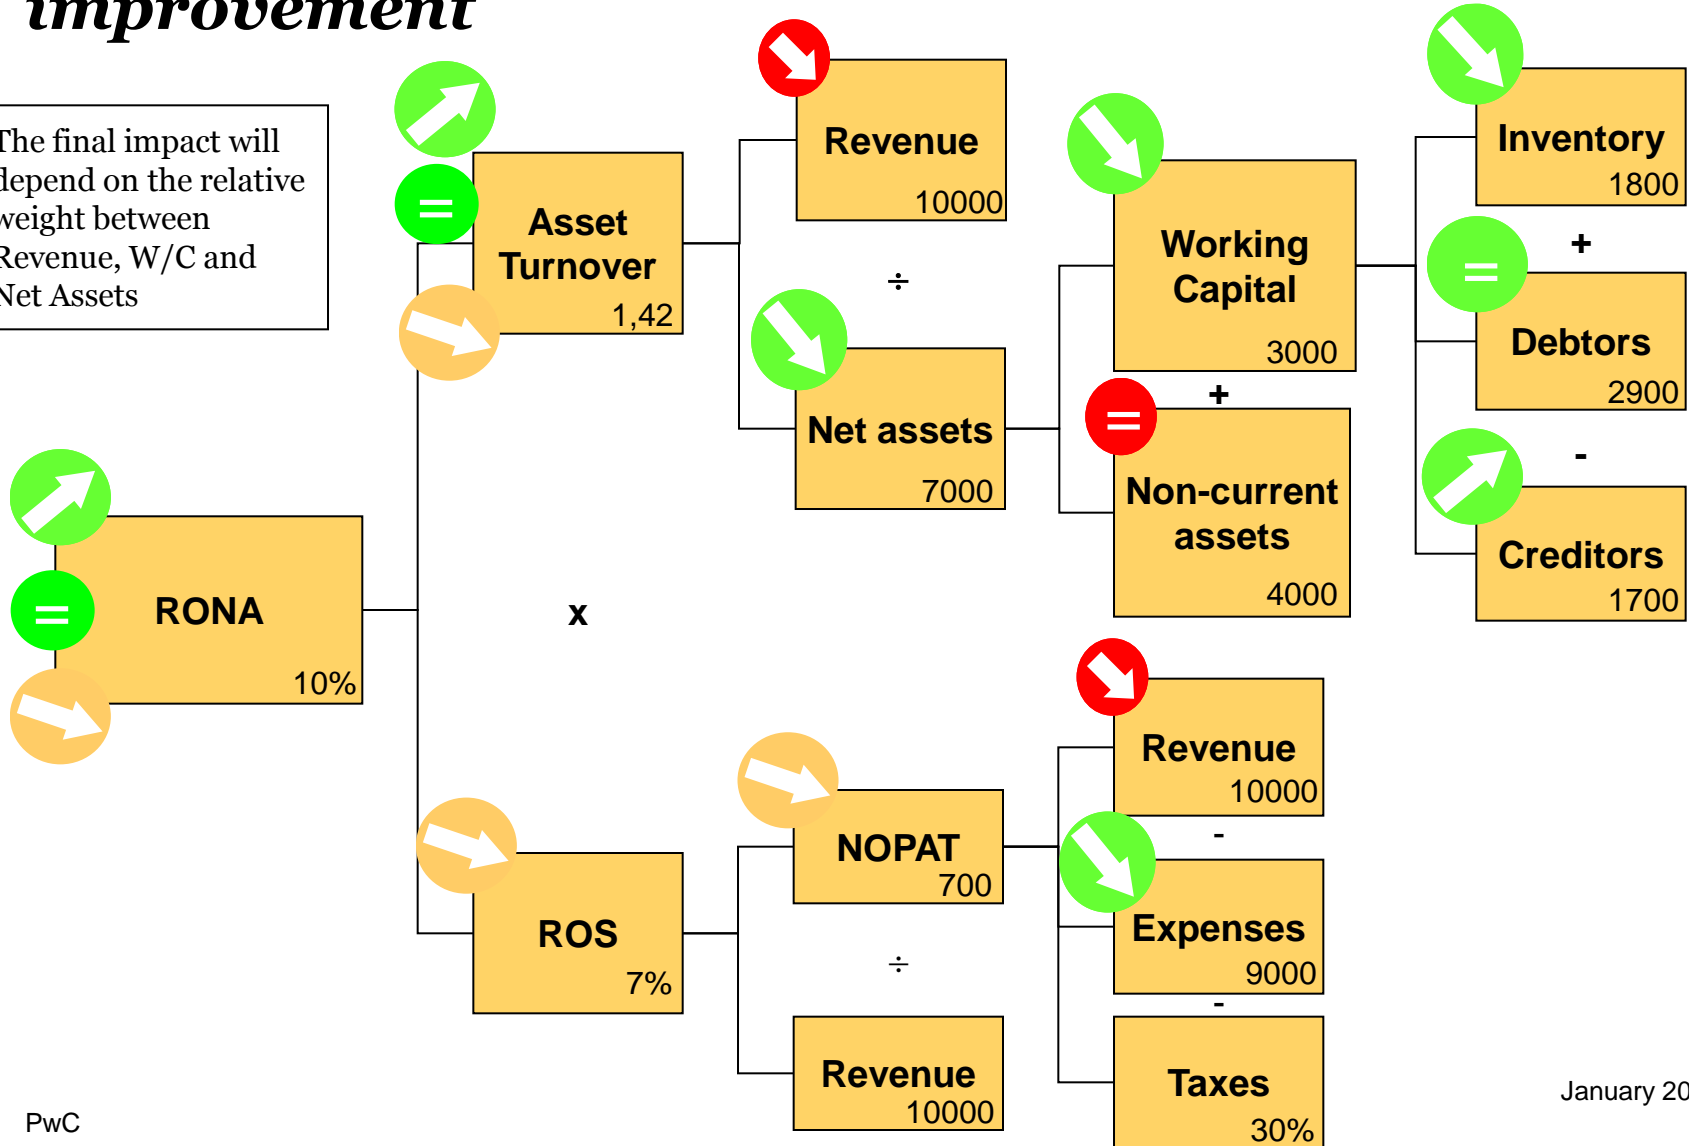 improvement
The final impact will
depend on the relative
weight between
Revenue, W/C and
Net Assets
Revenue
10000
Inventory
1800
=
Asset
Turnover
1,42
÷
Working
Capital
3000
+
=
Debtors
2900
Net assets
7000
+
=
Non-current
assets
4000
-
Creditors
1700
=
RONA
10%
x
Revenue
10000
-
NOPAT
700
Expenses
9000
-
ROS
7%
÷
Revenue
10000
Taxes
30%
January 20
PwC